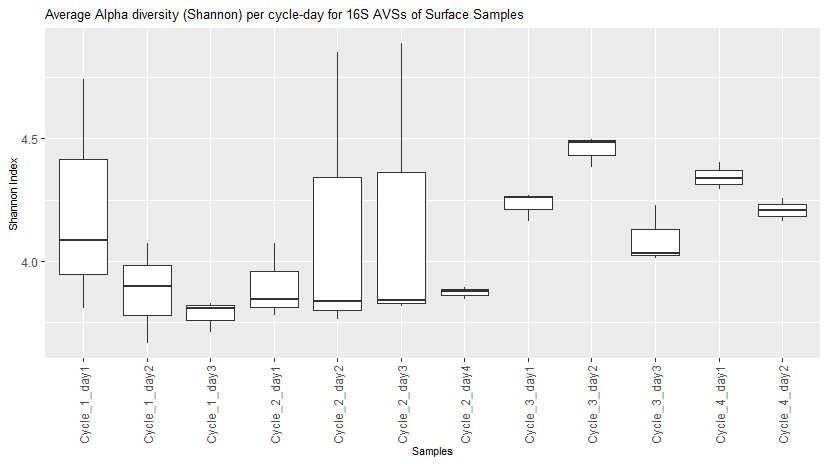 Average Alpha diversity (Shannon) per cycle-day for 16S AVSs of Surface Samples
Shannon Index
4.5
4.0
Cycle_1_day1
Cycle_1_day2
Cycle_1_day3
Cycle_2_day1
Cycle_2_day2
Cycle_2_day3
Cycle_2_day4
Cycle_3_day1
Cycle_3_day2
Cycle_3_day3
Cycle_4_day1
Cycle_4_day2
Samples